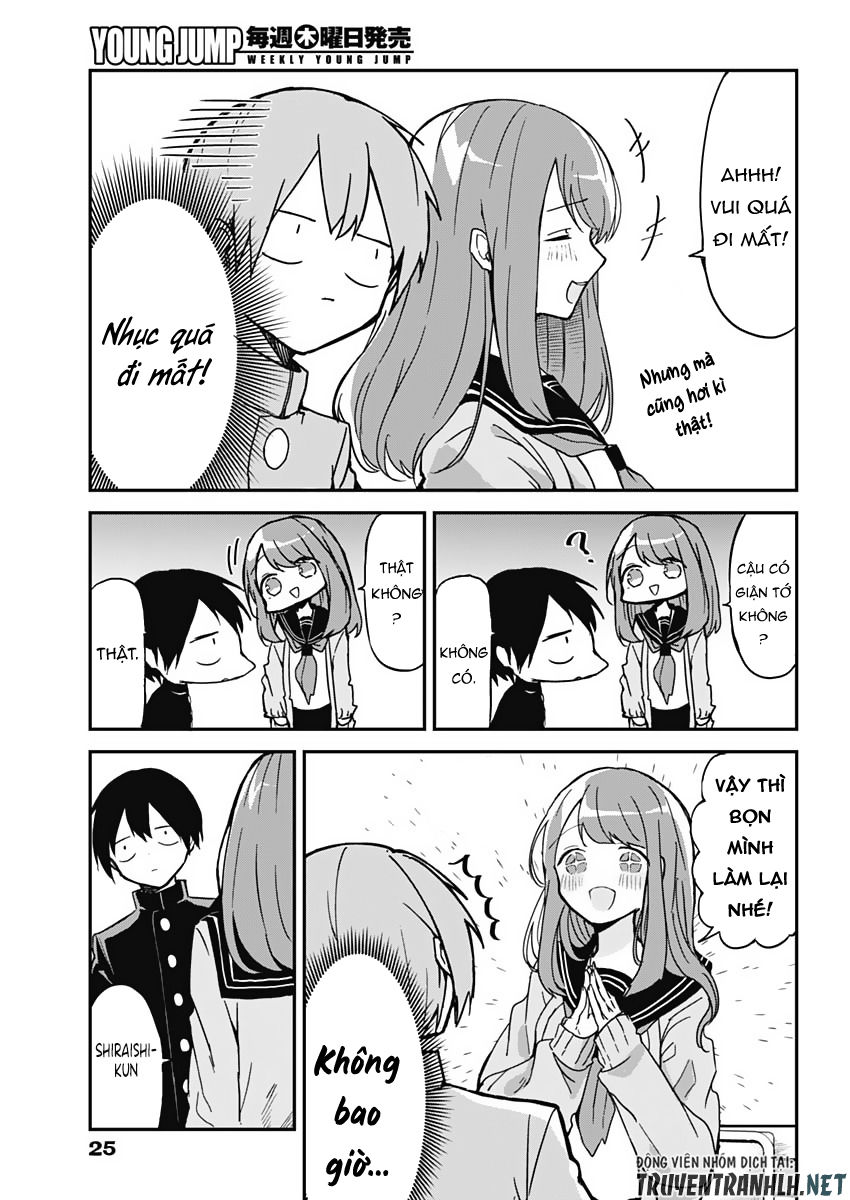 YOUNG JUMP 毎週木曜日発売
WEEKLY YOUNG JUMP
AHHH!
VUI QUÁ
ĐI MẤT!
Nhưng mà
cũng hơi kì
thật!
Nhục quá
đi mất!
CẬU CÓ
GIẬN TỚ
KHÔNG
?
?
KHÔNG
CÓ.
THẬT
KHÔNG
?
THẬT.
VẬY THÌ
BỌN
MÌNH
LÀM LẠI
NHÉ!
Không
bao
giờ...
SHIRAISHI-
KUN
25
ĐỘNG VIÊN NHÓM DỊCH TẠI:
TRUYENTRANHLH.NET